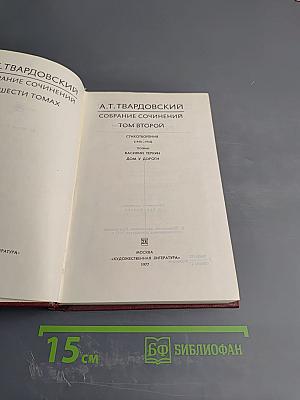 .ТВАРДОВСКИЙ
РАНИЕ СОЧИНЕНИЙ
ШЕСТИ ТОМАХ
А.Т.ТВАРДОВСКИЙ
СОБРАНИЕ СОЧИНЕНИЙ
ТОМ ВТОРОЙ
СТИХОТВОРЕНИЯ
ПОЭМЫ
ВАСИЛИЙ ТЕРКИН
ДОМ У ДОРОГИ
МОСКВА
«ХУДОЖЕСТВЕННАЯ ЛИТЕРАТУРА»
1977
15 см
БФ БИБЛИОФАН